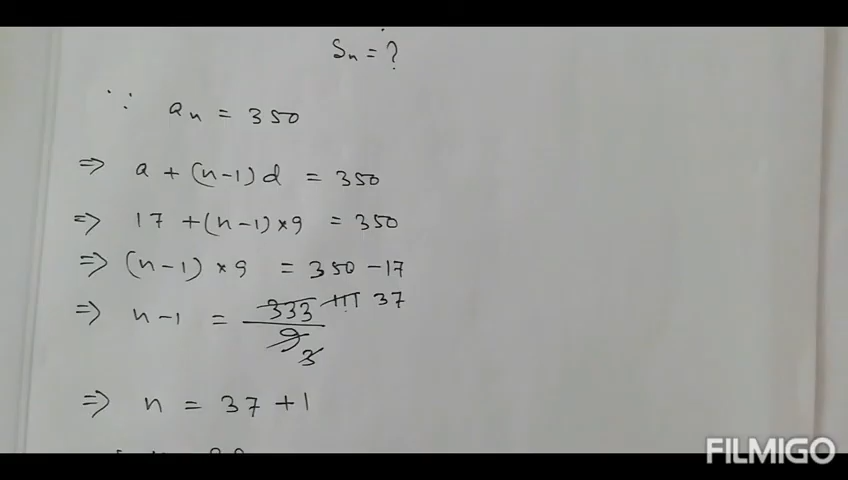 Sn = ?
∵ an = 350
⇒ a + (n-1)d = 350
⇒ 17 + (n-1)×9 = 350
⇒ (n-1)×9 = 350-17
⇒ n-1 = 333/9 111 37
3
⇒ n = 37+1
FILMIGO